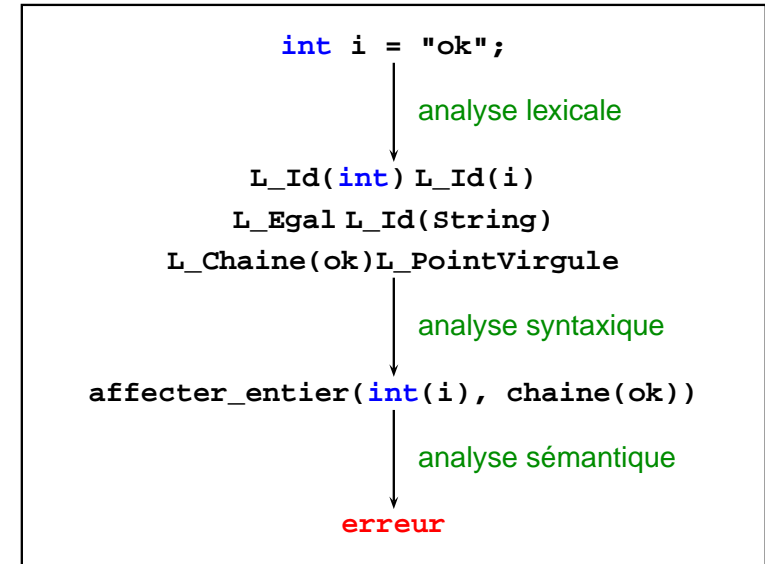 int i = "ok";
analyse lexicale
L_Id(int) L_Id(i)
L_Egal L_Id(String)
L_Chaine(ok)L_PointVirgule
analyse syntaxique
affecter_entier(int(i), chaine(ok))
analyse sémantique
erreur